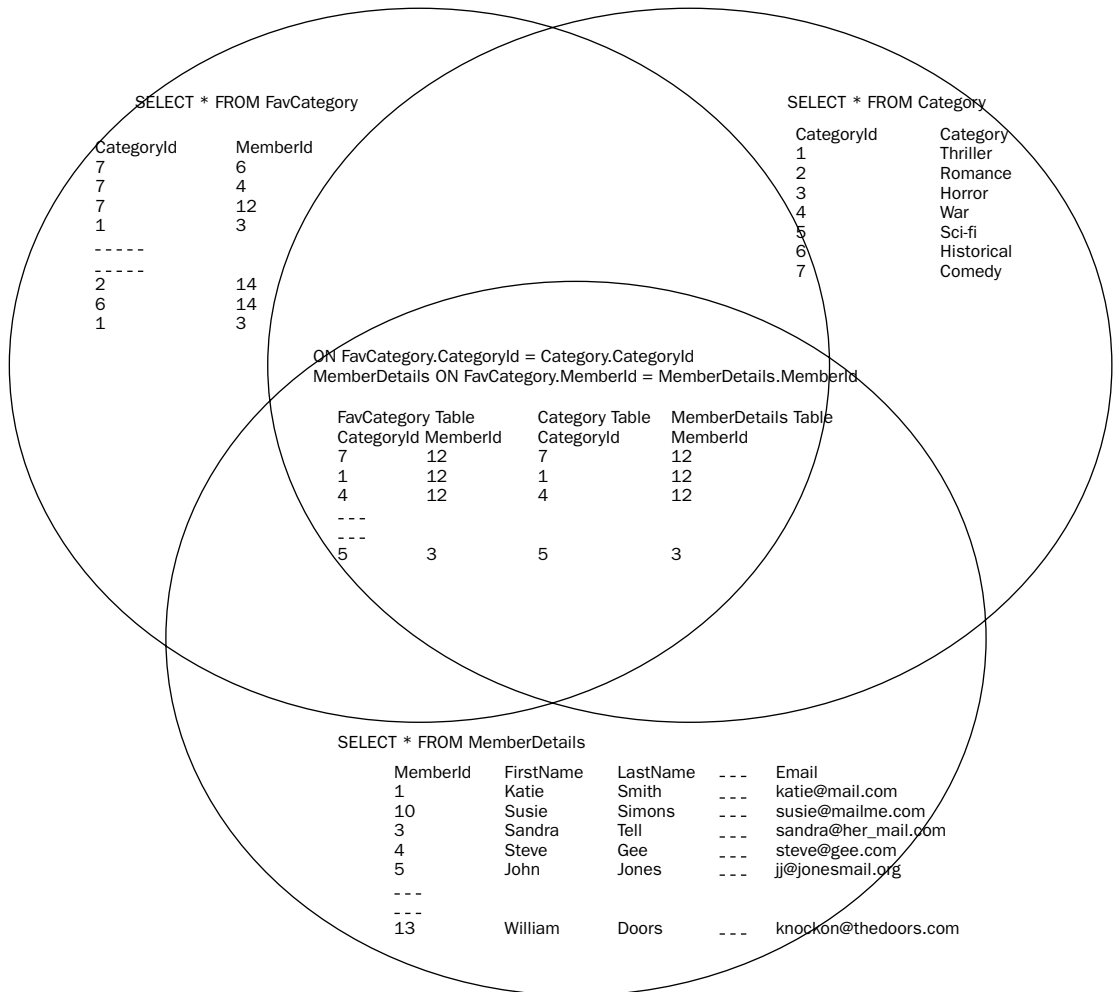 SELECT * FROM FavCategory
CategoryId MemberId
7 6
7 4
7 12
1 3
-----
-----
2 14
6 14
1 3
SELECT * FROM Category
CategoryId Category
1 Thriller
2 Romance
3 Horror
4 War
5 Sci-fi
6 Historical
7 Comedy
ON FavCategory.CategoryId = Category.CategoryId
MemberDetails ON FavCategory.MemberId = MemberDetails.MemberId
FavCategory Table Category Table MemberDetails Table
CategoryId MemberId CategoryId MemberId
7 12 7 12
1 12 1 12
4 12 4 12
---
---
5 3 5 3
SELECT * FROM MemberDetails
MemberId FirstName LastName --- Email
1 Katie Smith --- katie@mail.com
10 Susie Simons --- susie@mailme.com
3 Sandra Tell --- sandra@her_mail.com
4 Steve Gee --- steve@gee.com
5 John Jones --- jj@jonesmail.org
---
---
13 William Doors --- knockon@thedoors.com